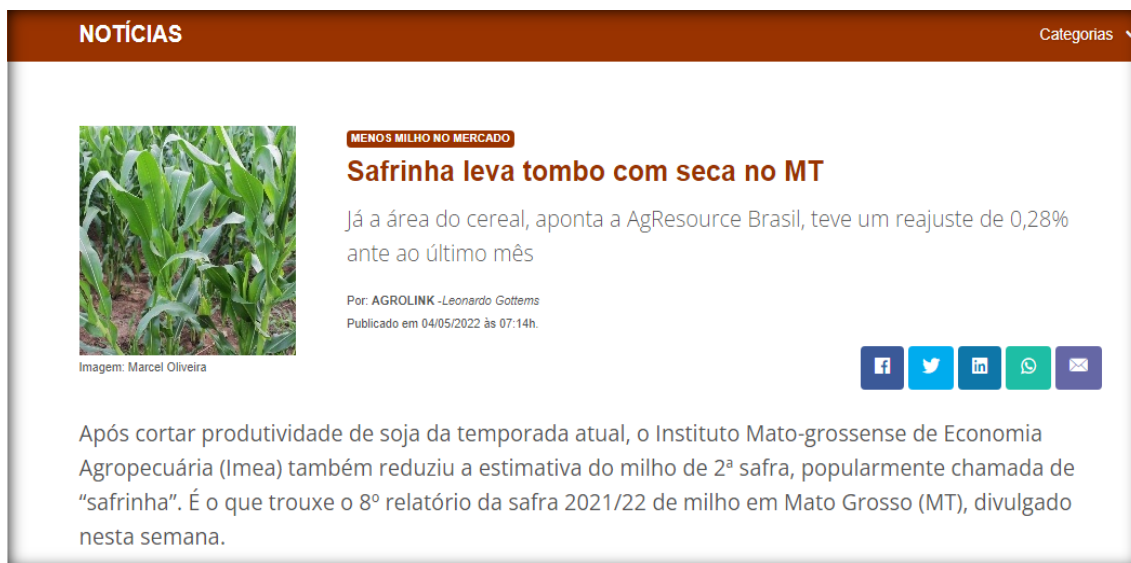 NOTÍCIAS
Categorias
MENOS MILHO NO MERCADO
Safrinha leva tombo com seca no MT
Já a área do cereal, aponta a AgResource Brasil, teve um reajuste de 0,28%
ante ao último mês
Por: AGROLINK -Leonardo Gottems
Publicado em 04/05/2022 às 07:14h.
Imagem: Marcel Oliveira
Após cortar produtividade de soja da temporada atual, o Instituto Mato-grossense de Economia
Agropecuária (Imea) também reduziu a estimativa do milho de 2ª safra, popularmente chamada de
“safrinha”. É o que trouxe o 8º relatório da safra 2021/22 de milho em Mato Grosso (MT), divulgado
nesta semana.